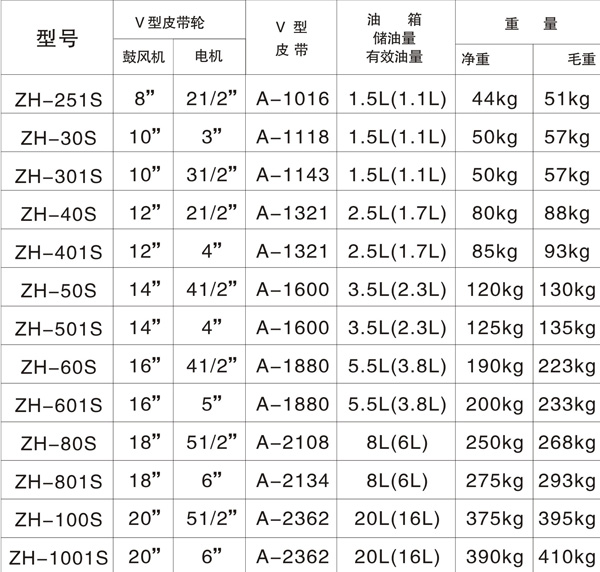 型号 V型皮带轮 V 型 皮带 油 箱 储油量 有效油量 重 量
鼓风机 电机 净重 毛重
ZH-251S 8” 21/2” A-1016 1.5L(1.1L) 44kg 51kg
ZH-30S 10” 3” A-1118 1.5L(1.1L) 50kg 57kg
ZH-301S 10” 31/2” A-1143 1.5L(1.1L) 50kg 57kg
ZH-40S 12” 21/2” A-1321 2.5L(1.7L) 80kg 88kg
ZH-401S 12” 4” A-1321 2.5L(1.7L) 85kg 93kg
ZH-50S 14” 41/2” A-1600 3.5L(2.3L) 120kg 130kg
ZH-501S 14” 4” A-1600 3.5L(2.3L) 125kg 135kg
ZH-60S 16” 41/2” A-1880 5.5L(3.8L) 190kg 223kg
ZH-601S 16” 5” A-1880 5.5L(3.8L) 200kg 233kg
ZH-80S 18” 51/2” A-2108 8L(6L) 250kg 268kg
ZH-801S 18” 6” A-2134 8L(6L) 275kg 293kg
ZH-100S 20” 51/2” A-2362 20L(16L) 375kg 395kg
ZH-1001S 20” 6” A-2362 20L(16L) 390kg 410kg